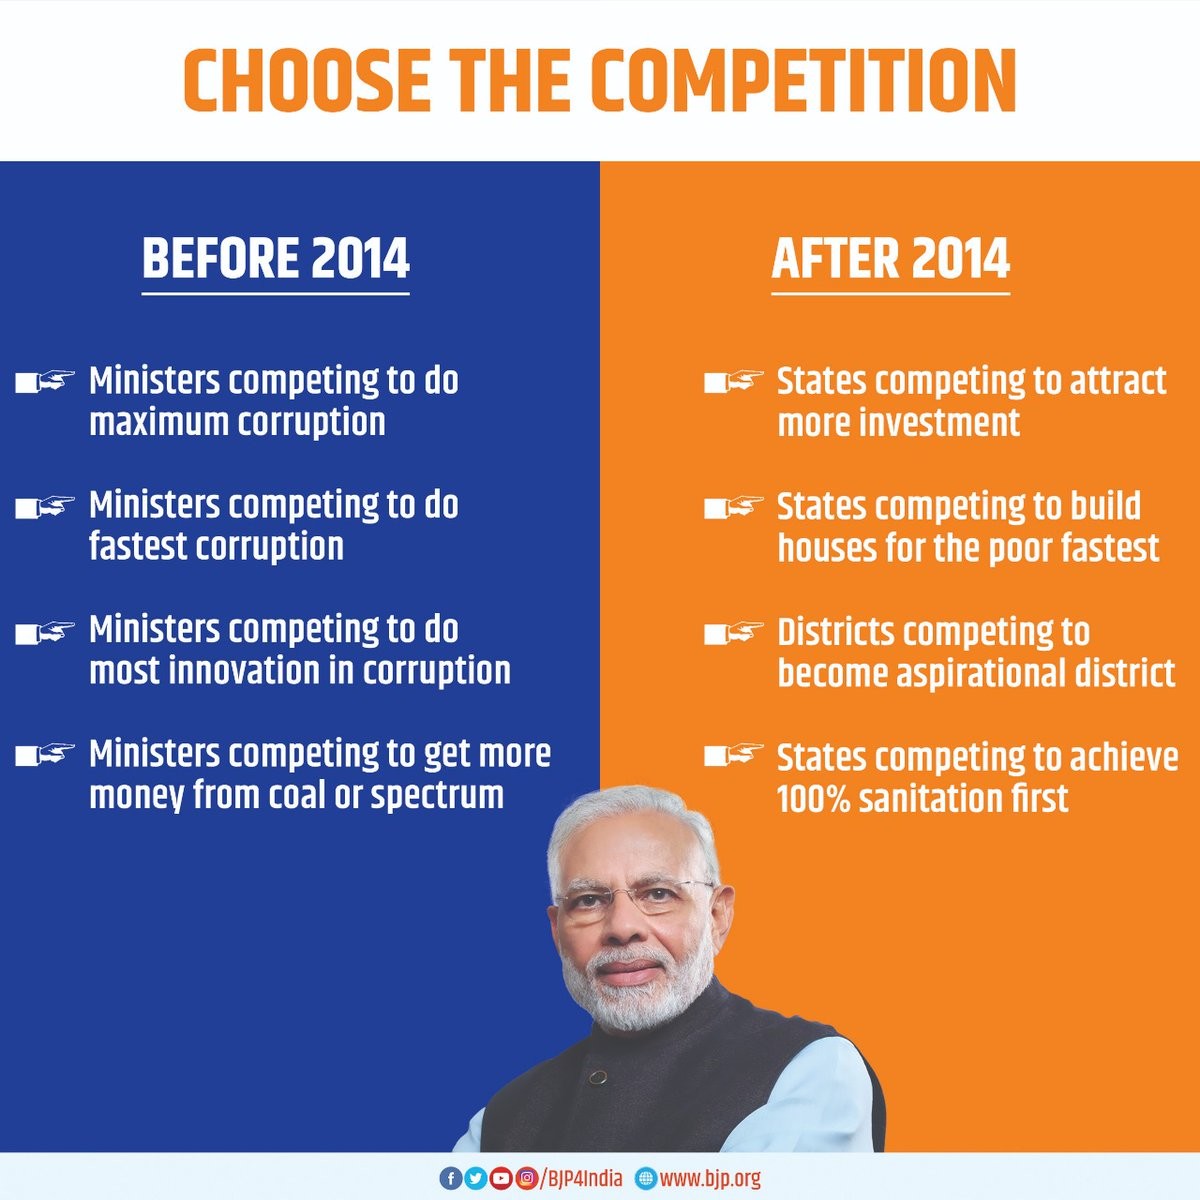 CHOOSE THE COMPETITION
BEFORE 2014
Ministers competing to do
maximum corruption
Ministers competing to do
fastest corruption
Ministers competing to do
most innovation in corruption
Ministers competing to get more
money from coal or spectrum
AFTER 2014
States competing to attract
more investment
States competing to build
houses for the poor fastest
Districts competing to
become aspirational district
States competing to achieve
100% sanitation first
/BJP4India www.bjp.org